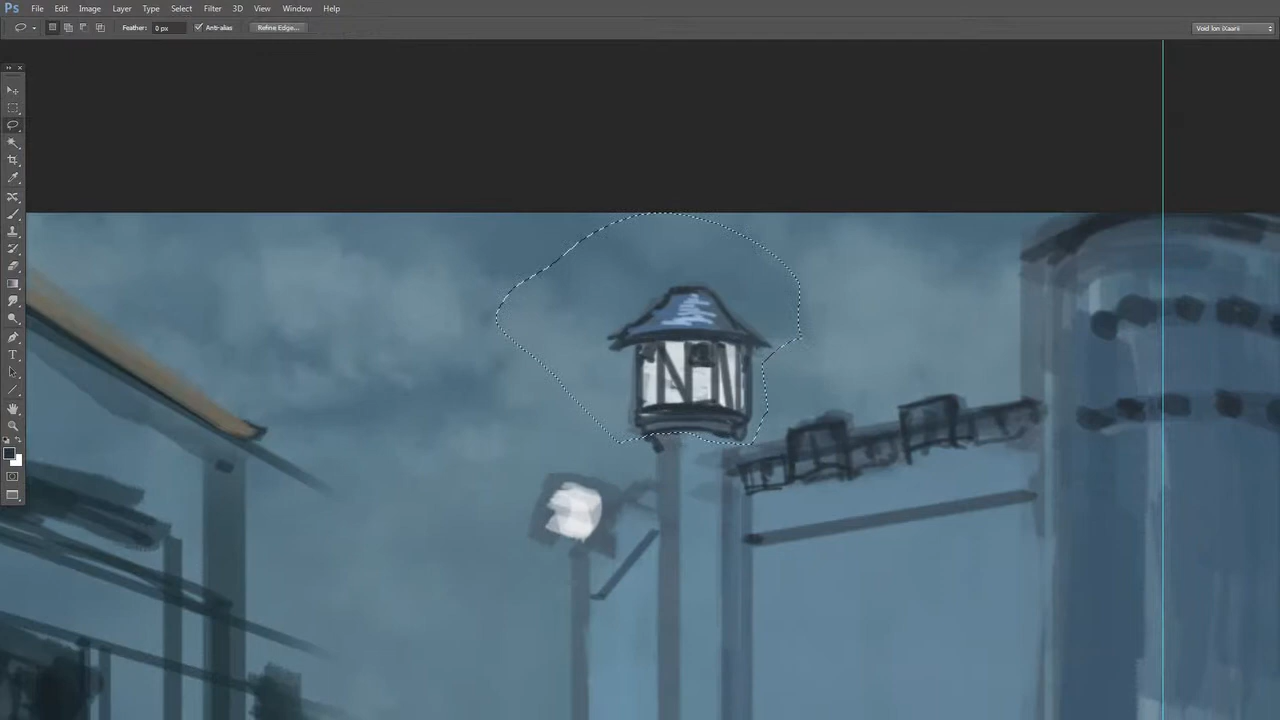 Ps File Edit Image Layer Type Select Filter 3D View Window Help
Feather: 0 px Anti-alias Refine Edge...